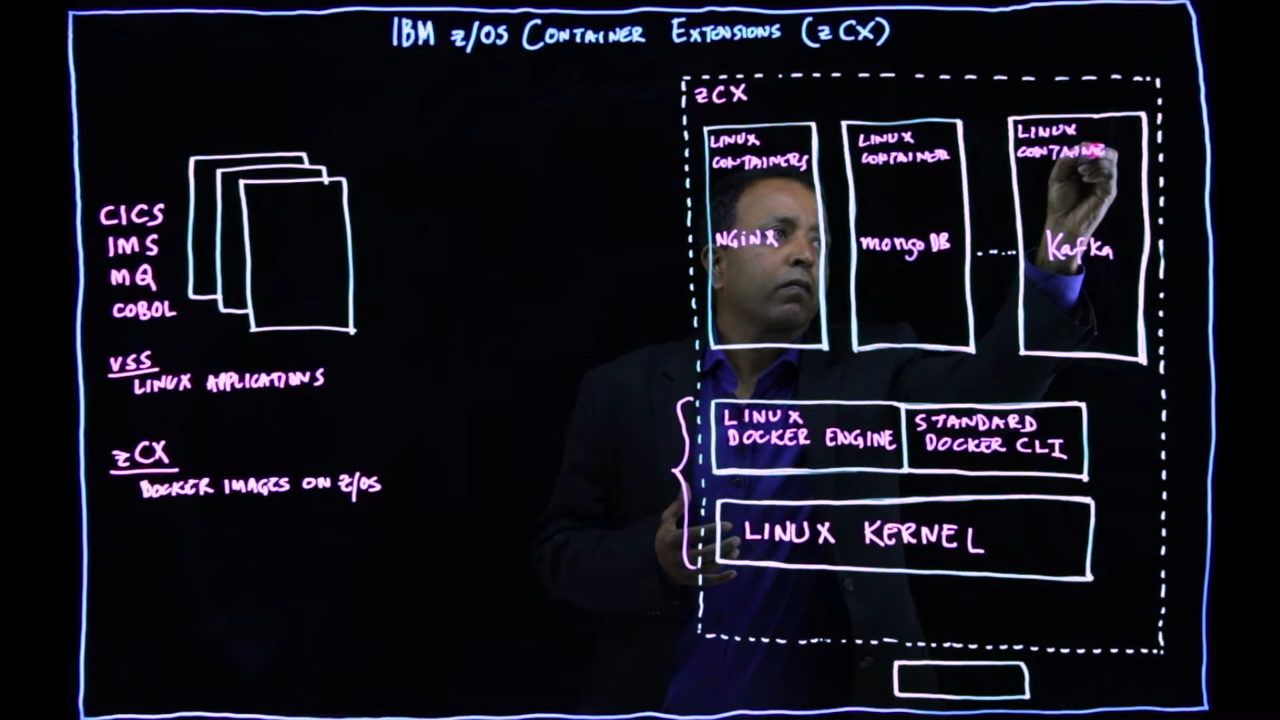 IBM z/OS CONTAINER EXTENSIONS (zCX)
CICS
IMS
MQ
COBOL
VSS
LINUX APPLICATIONS
zCX
DOCKER IMAGES ON z/OS
zCX
LINUX
CONTAINERS
NGiNX
LINUX
CONTAINER
mongoDB
.....
LINUX
CONTAINE
Kafka
LINUX
DOCKER ENGINE
STANDARD
DOCKER CLI
LINUX KERNEL